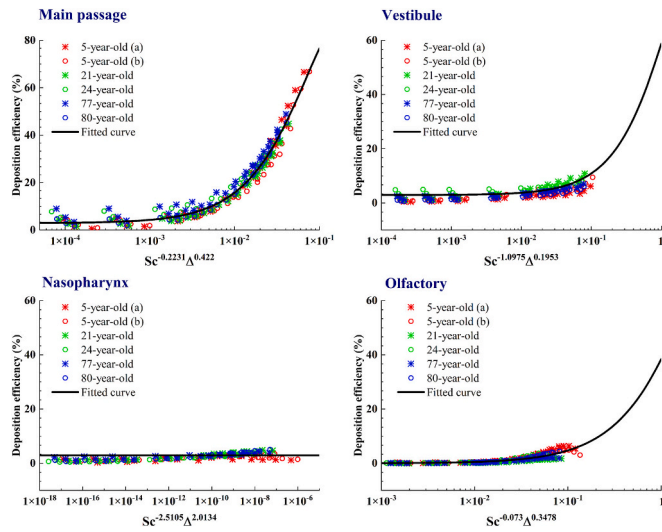 Main passage
Deposition efficiency (%)
80
60
40
20
0
5-year-old (a)
5-year-old (b)
21-year-old
24-year-old
77-year-old
80-year-old
Fitted curve
1×10⁻⁴ 1×10⁻³ 1×10⁻² 1×10⁻¹
Sc⁻⁰·²²³¹Δ⁰·⁴²²
Vestibule
Deposition efficiency (%)
60
40
20
0
5-year-old (a)
5-year-old (b)
21-year-old
24-year-old
77-year-old
80-year-old
Fitted curve
1×10⁻⁴ 1×10⁻³ 1×10⁻² 1×10⁻¹ 1×10⁰
Sc⁻¹·⁰⁹⁷⁵Δ⁰·¹⁹⁵³
Nasopharynx
Deposition efficiency (%)
60
40
20
0
5-year-old (a)
5-year-old (b)
21-year-old
24-year-old
77-year-old
80-year-old
Fitted curve
1×10⁻¹⁸ 1×10⁻¹⁶ 1×10⁻¹⁴ 1×10⁻¹² 1×10⁻¹⁰ 1×10⁻⁸ 1×10⁻⁶
Sc⁻²·⁵¹⁰⁵Δ²·⁰¹³⁴
Olfactory
Deposition efficiency (%)
60
40
20
0
5-year-old (a)
5-year-old (b)
21-year-old
24-year-old
77-year-old
80-year-old
Fitted curve
1×10⁻³ 1×10⁻² 1×10⁻¹ 1×10⁰
Sc⁻⁰·⁰⁷³Δ⁰·³⁴⁷⁸